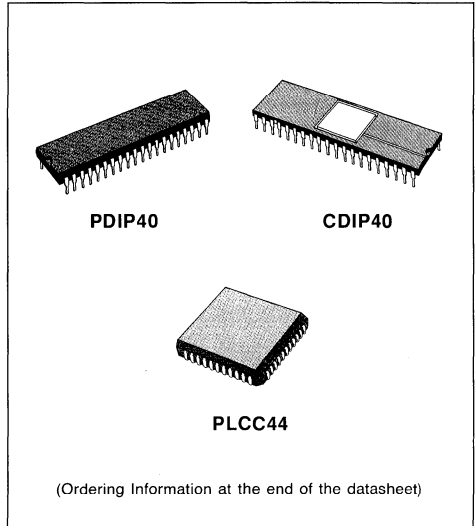 PDIP40
CDIP40
PLCC44
(Ordering Information at the end of the datasheet)